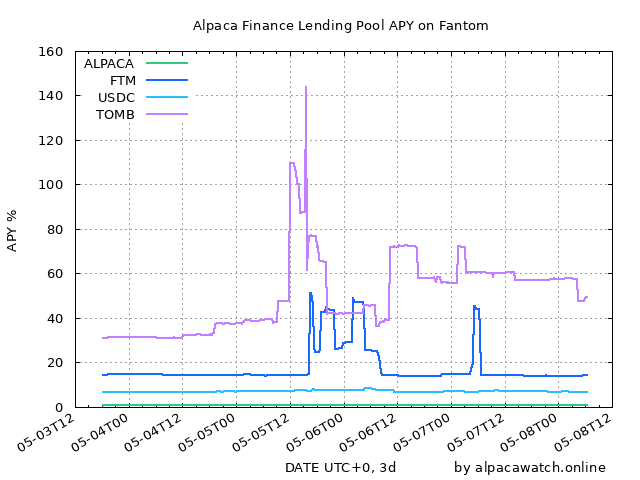 Alpaca Finance Lending Pool APY on Fantom
160
140
120
100
80
60
40
20
0
APY %
ALPACA
FTM
USDC
TOMB
05-03T12
05-04T00
05-04T12
05-05T00
05-05T12
05-06T00
05-06T12
05-07T00
05-07T12
05-08T00
05-08T12
DATE UTC+0, 3d
by alpacawatch.online